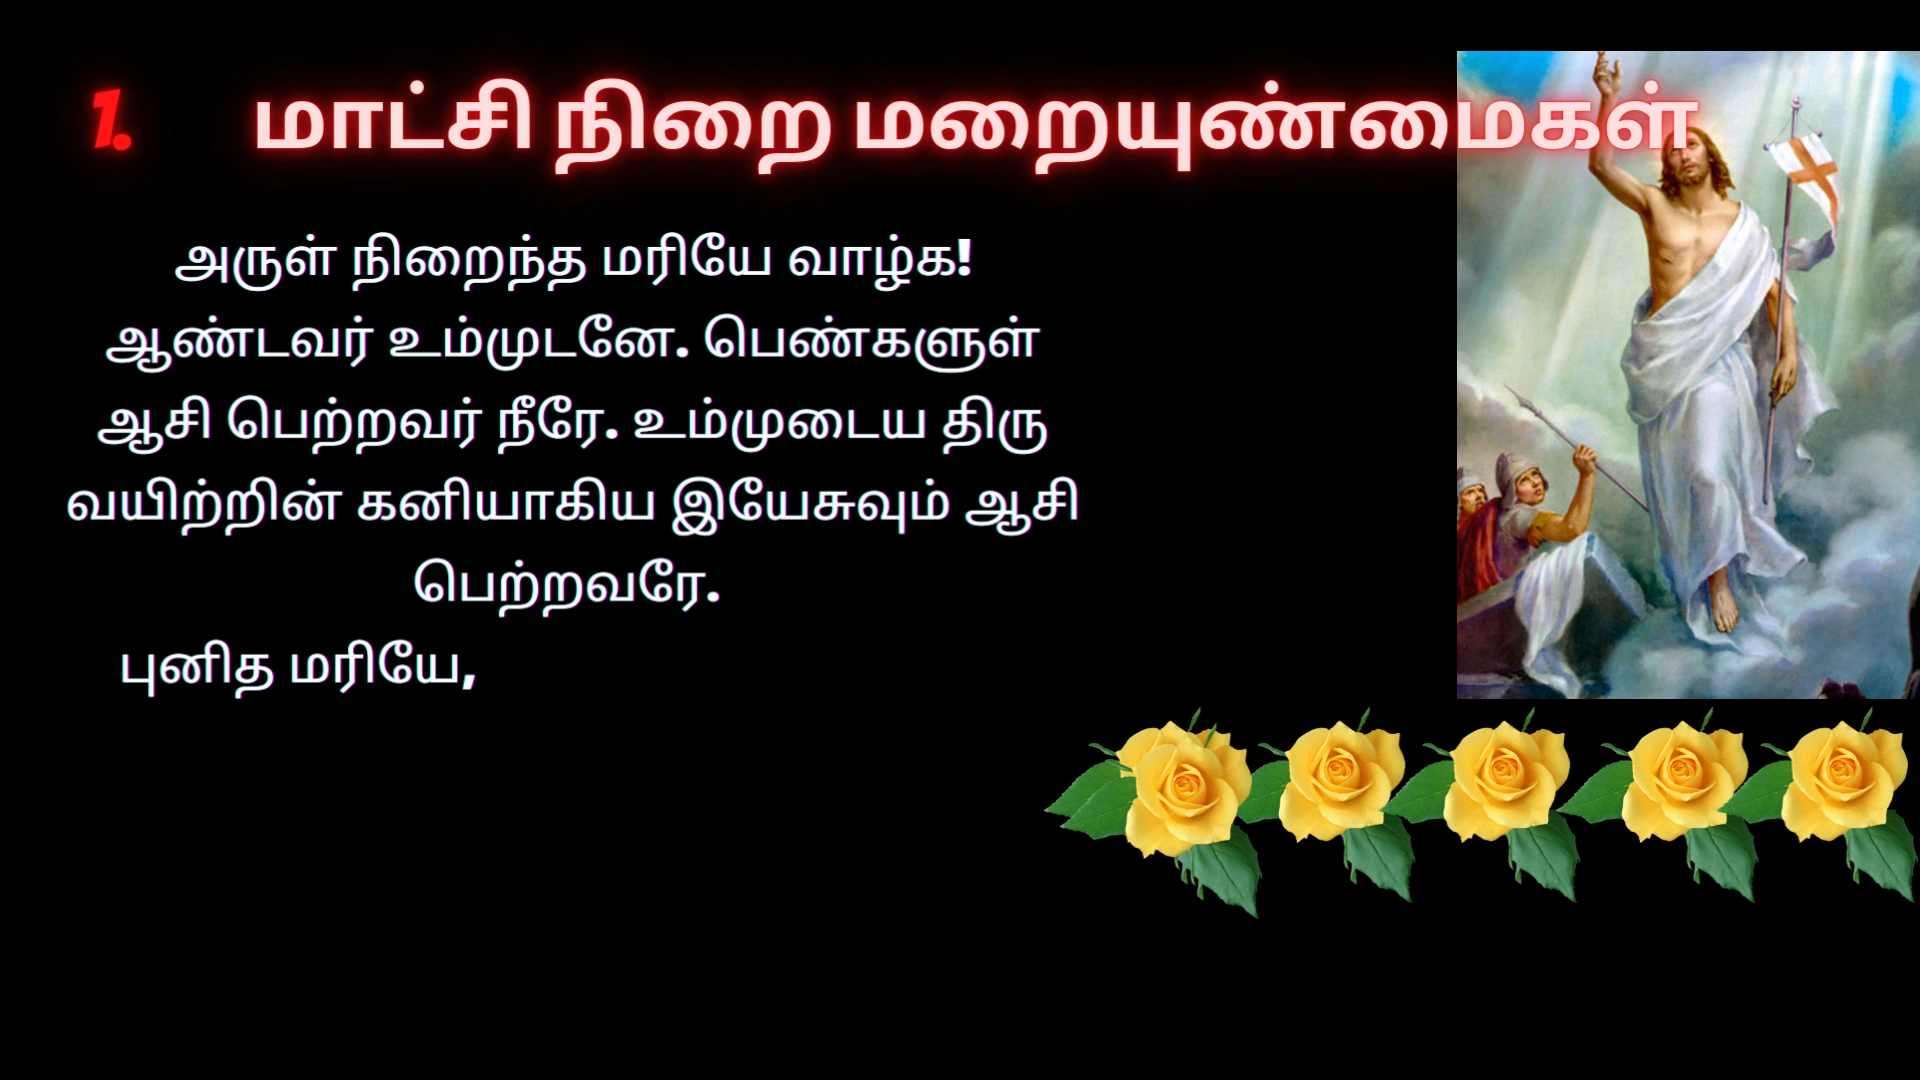 1. மாட்சி நிறை மறையுண்மைகள்
அருள் நிறைந்த மரியே வாழ்க!
ஆண்டவர் உம்முடனே. பெண்களுள்
ஆசி பெற்றவர் நீரே. உம்முடைய திரு
வயிற்றின் கனியாகிய இயேசுவும் ஆசி
பெற்றவரே.
புனித மரியே,